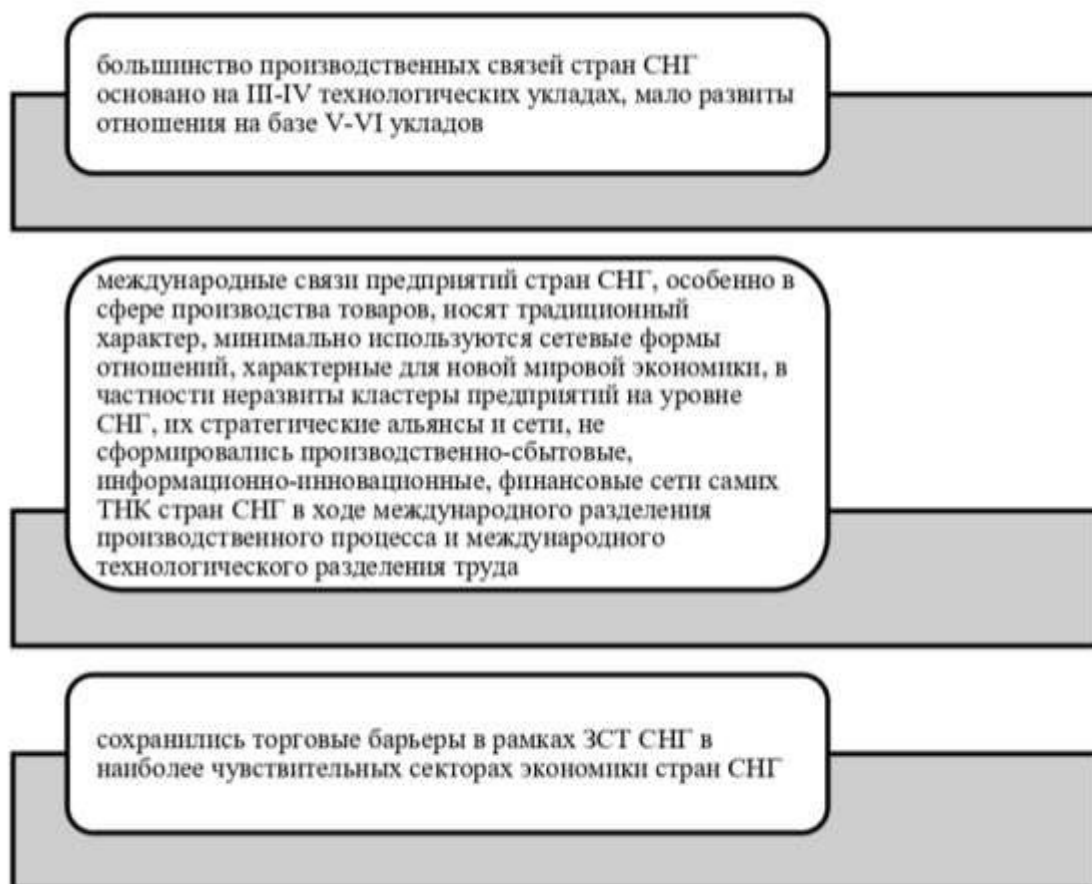 большинство производственных связей стран СНГ
основано на III-IV технологических укладах, мало развиты
отношения на базе V-VI укладов
международные связи предприятий стран СНГ, особенно в
сфере производства товаров, носят традиционный
характер, минимально используются сетевые формы
отношений, характерные для новой мировой экономики, в
частности неразвиты кластеры предприятий на уровне
СНГ, их стратегические альянсы и сети, не
сформировались производственно-сбытовые,
информационно-инновационные, финансовые сети самих
ТНК стран СНГ в ходе международного разделения
производственного процесса и международного
технологического разделения труда
сохранились торговые барьеры в рамках ЗСТ СНГ в
наиболее чувствительных секторах экономики стран СНГ